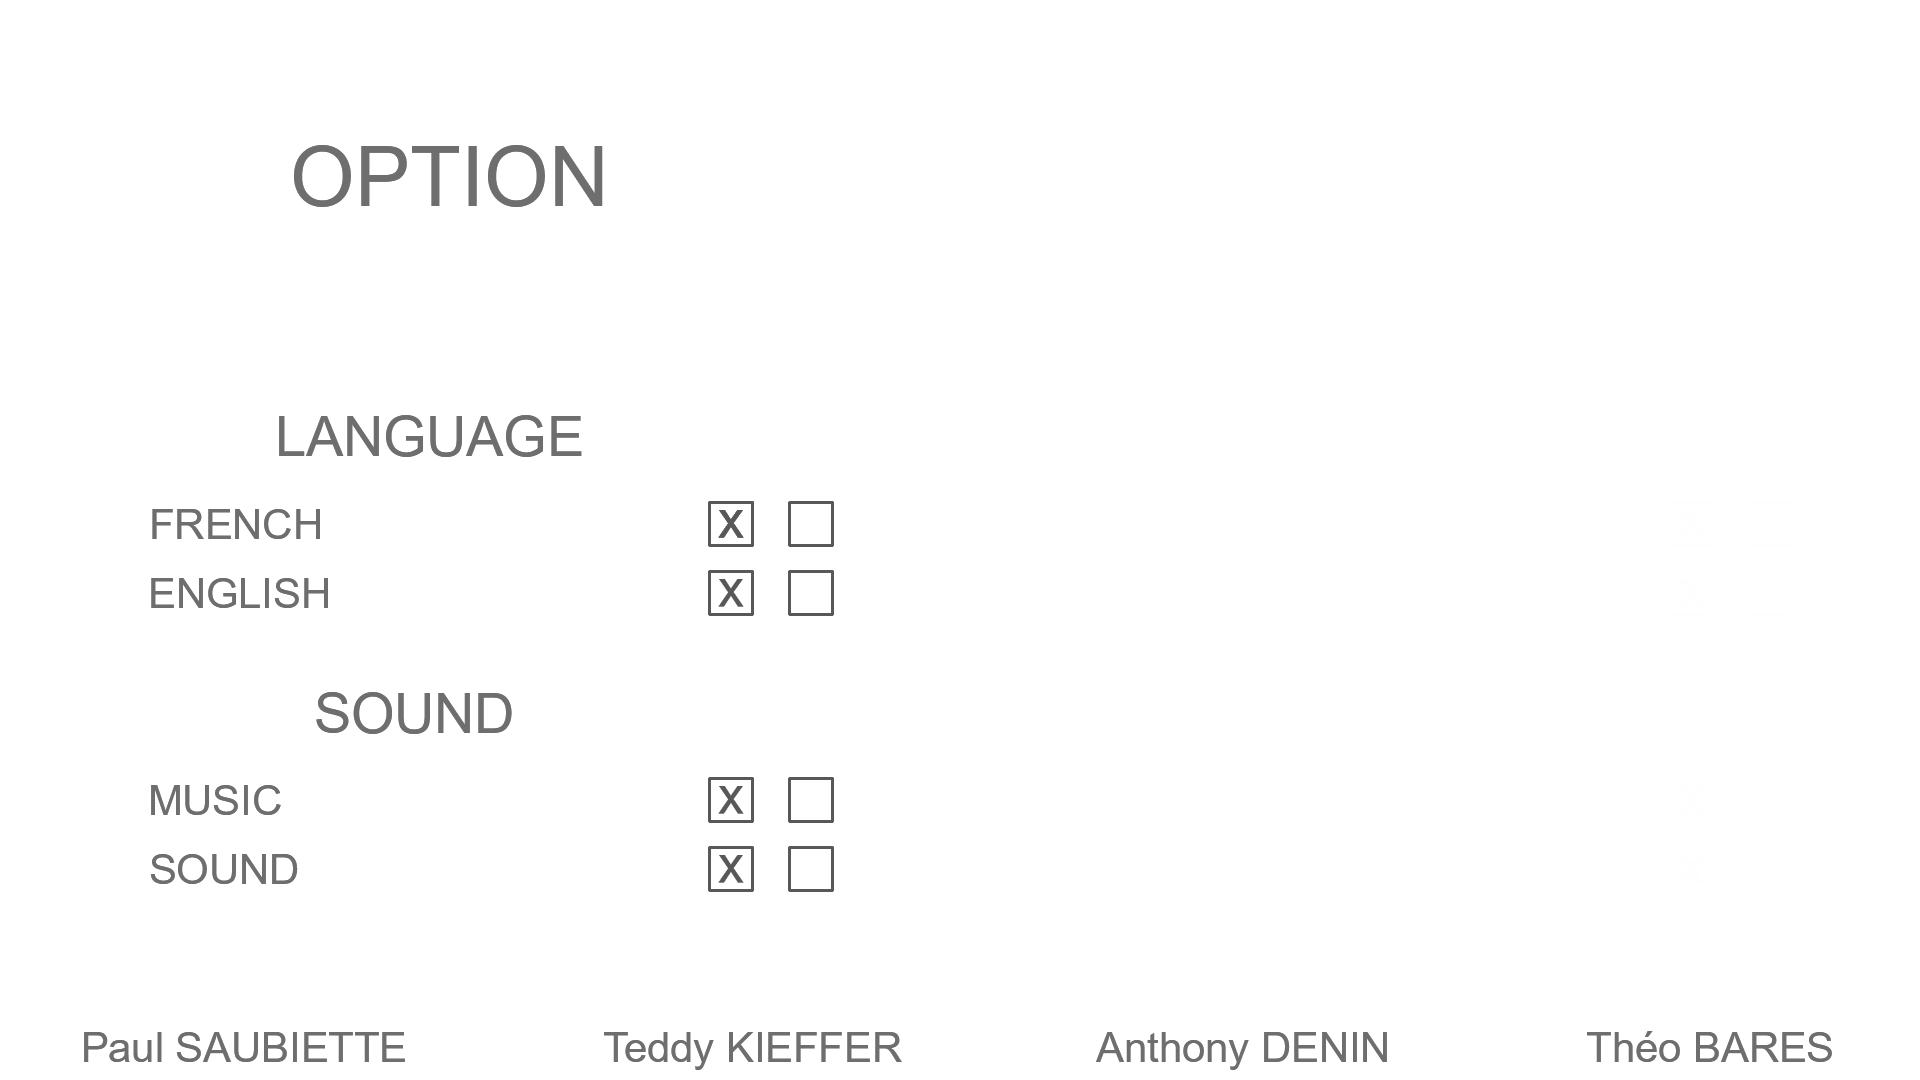 OPTION
LANGUAGE
FRENCH X
ENGLISH X
SOUND
MUSIC X
SOUND X
Paul SAUBIETTE Teddy KIEFFER Anthony DENIN Théo BARES